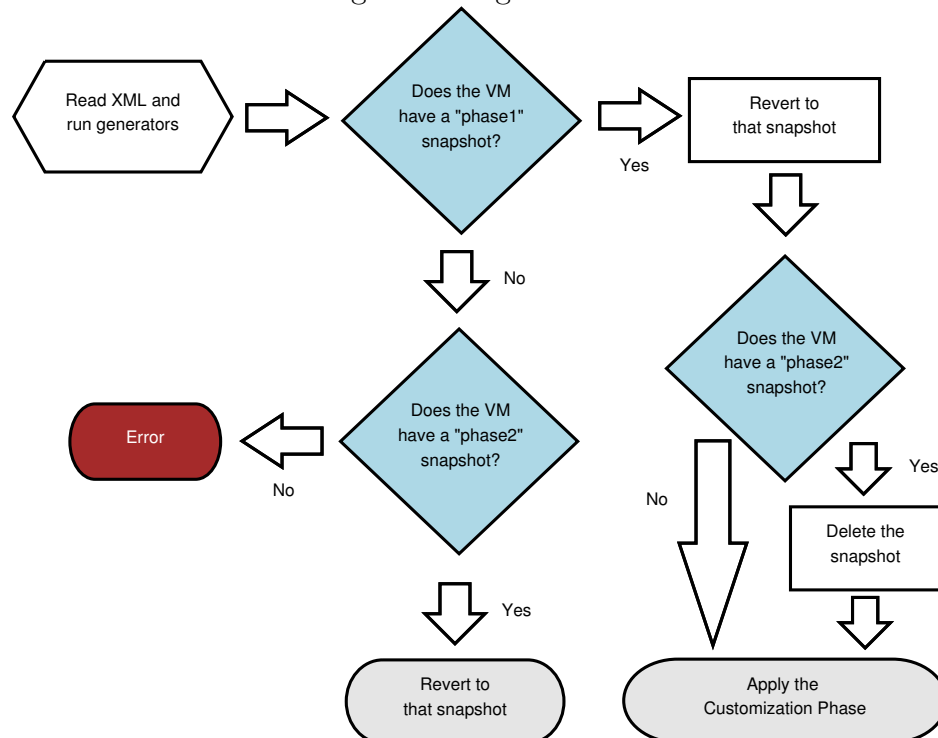 Read XML and
run generators
Does the VM
have a "phase1"
snapshot?
Yes
Revert to
that snapshot
No
Does the VM
have a "phase2"
snapshot?
Yes
Delete the
snapshot
No
Apply the
Customization Phase
Does the VM
have a "phase2"
snapshot?
No
Error
Yes
Revert to
that snapshot